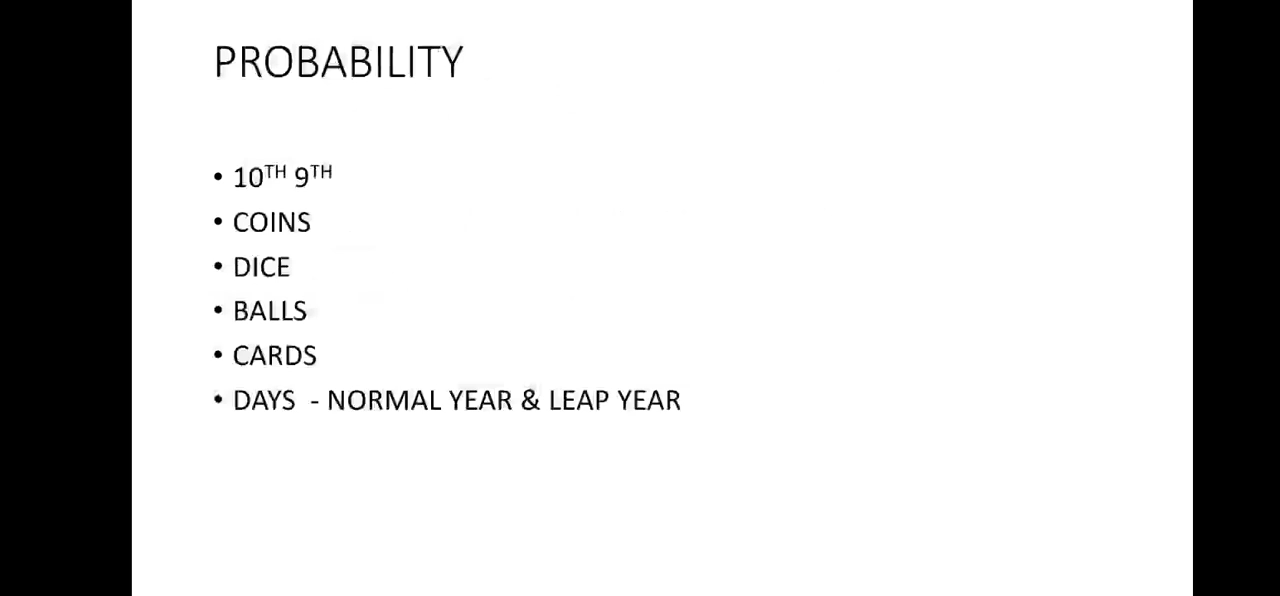 PROBABILITY
• 10TH 9TH
• COINS
• DICE
• BALLS
• CARDS
• DAYS - NORMAL YEAR & LEAP YEAR